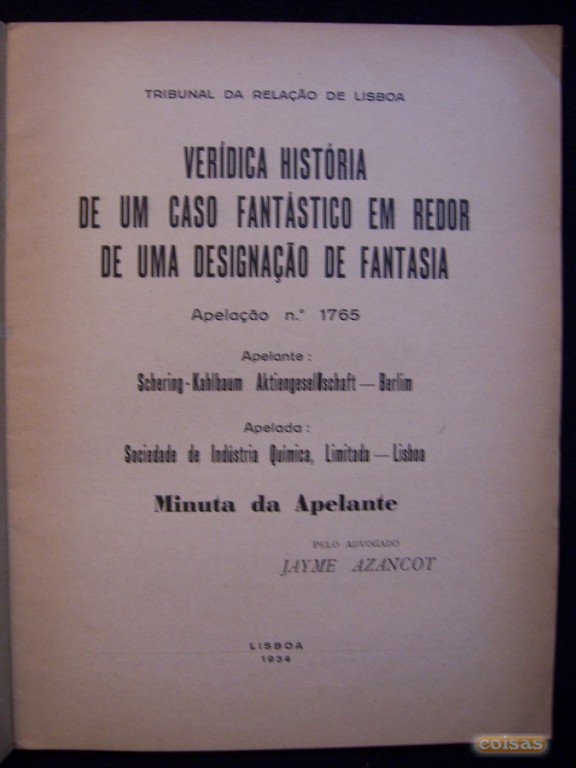 TRIBUNAL DA RELAÇÃO DE LISBOA
VERÍDICA HISTÓRIA
DE UM CASO FANTÁSTICO EM REDOR
DE UMA DESIGNAÇÃO DE FANTASIA
Apelação n.° 1765
Apelante:
Schering-Kahlbaum Aktiengesellschaft — Berlim
Apelada:
Sociedade de Indústria Química, Limitada — Lisboa
Minuta da Apelante
PELO ADVOGADO
JAYME AZANCOT
LISBOA
1934
coisas